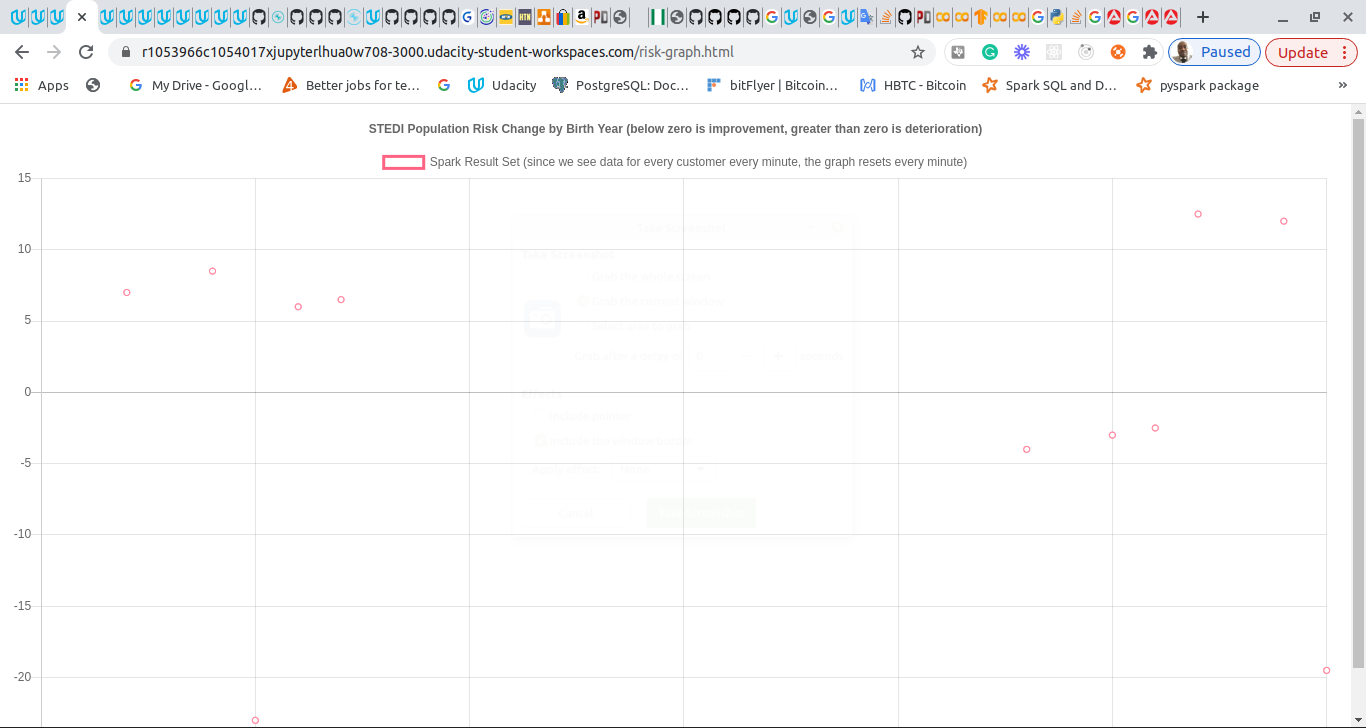 r1053966c1054017xjupyterlhua0w708-3000.udacity-student-workspaces.com/risk-graph.html
Paused
Update
Apps
My Drive - Googl…
Better jobs for te…
Udacity
PostgreSQL: Doc…
bitFlyer | Bitcoin…
HBTC - Bitcoin
Spark SQL and D…
pyspark package
»
STEDI Population Risk Change by Birth Year (below zero is improvement, greater than zero is deterioration)
Spark Result Set (since we see data for every customer every minute, the graph resets every minute)
15
10
5
0
-5
-10
-15
-20